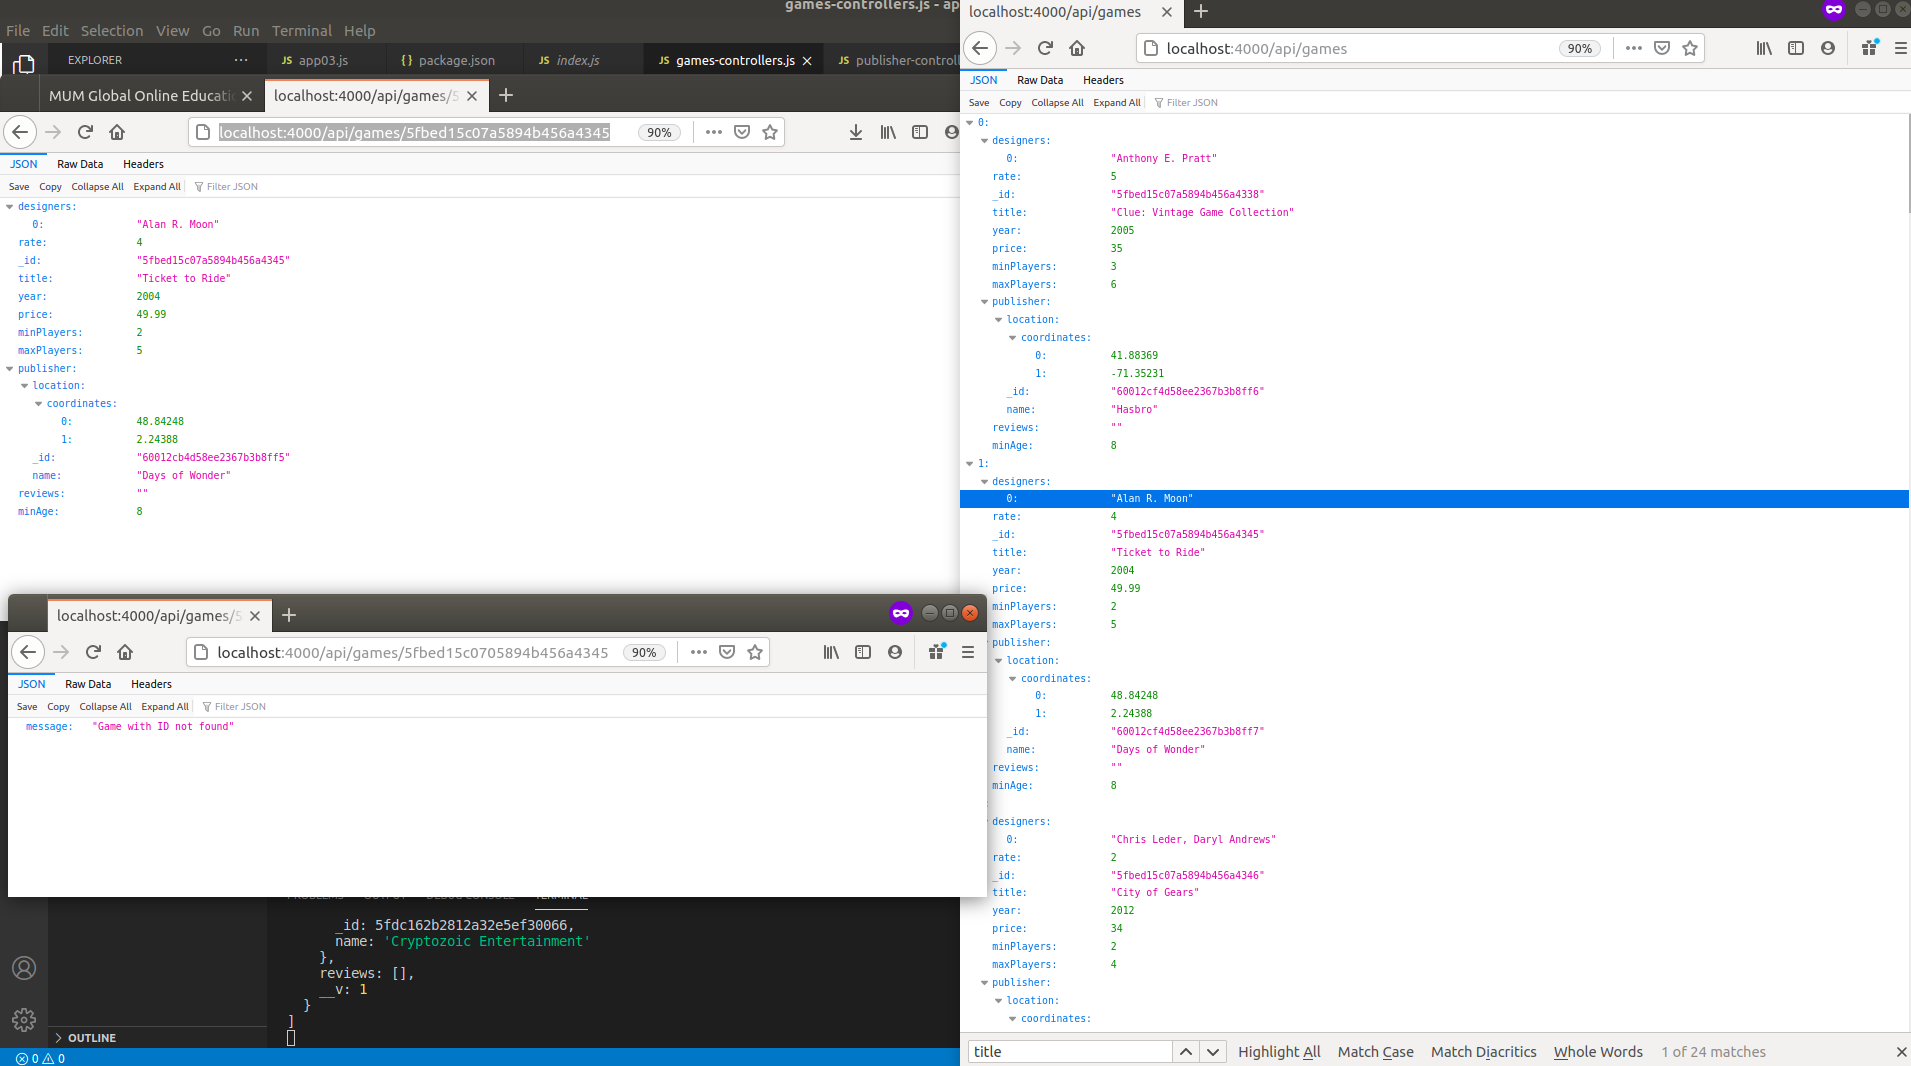 games-controllers.js - ap
File Edit Selection View Go Run Terminal Help
EXPLORER ··· JS app03.js {} package.json JS index.js JS games-controllers.js JS publisher-controll
MUM Global Online Educati localhost:4000/api/games/5
localhost:4000/api/games/5fbed15c07a5894b456a4345 90%
JSON Raw Data Headers
Save Copy Collapse All Expand All Filter JSON
designers:
0: "Alan R. Moon"
rate: 4
_id: "5fbed15c07a5894b456a4345"
title: "Ticket to Ride"
year: 2004
price: 49.99
minPlayers: 2
maxPlayers: 5
publisher:
location:
coordinates:
0: 48.84248
1: 2.24388
_id: "60012cb4d58ee2367b3b8ff5"
name: "Days of Wonder"
reviews: ""
minAge: 8
localhost:4000/api/games/5
localhost:4000/api/games/5fbed15c0705894b456a4345 90%
JSON Raw Data Headers
Save Copy Collapse All Expand All Filter JSON
message: "Game with ID not found"
_id: 5fdc162b2812a32e5ef30066,
name: 'Cryptozoic Entertainment'
},
reviews: [],
__v: 1
}
]
OUTLINE
0 0
localhost:4000/api/games
localhost:4000/api/games 90%
JSON Raw Data Headers
Save Copy Collapse All Expand All Filter JSON
0:
designers:
0: "Anthony E. Pratt"
rate: 5
_id: "5fbed15c07a5894b456a4338"
title: "Clue: Vintage Game Collection"
year: 2005
price: 35
minPlayers: 3
maxPlayers: 6
publisher:
location:
coordinates:
0: 41.88369
1: -71.35231
_id: "60012cf4d58ee2367b3b8ff6"
name: "Hasbro"
reviews: ""
minAge: 8
1:
designers:
0: "Alan R. Moon"
rate: 4
_id: "5fbed15c07a5894b456a4345"
title: "Ticket to Ride"
year: 2004
price: 49.99
minPlayers: 2
maxPlayers: 5
publisher:
location:
coordinates:
0: 48.84248
1: 2.24388
_id: "60012cf4d58ee2367b3b8ff7"
name: "Days of Wonder"
reviews: ""
minAge: 8
designers:
0: "Chris Leder, Daryl Andrews"
rate: 2
_id: "5fbed15c07a5894b456a4346"
title: "City of Gears"
year: 2012
price: 34
minPlayers: 2
maxPlayers: 4
publisher:
location:
coordinates:
title Highlight All Match Case Match Diacritics Whole Words 1 of 24 matches